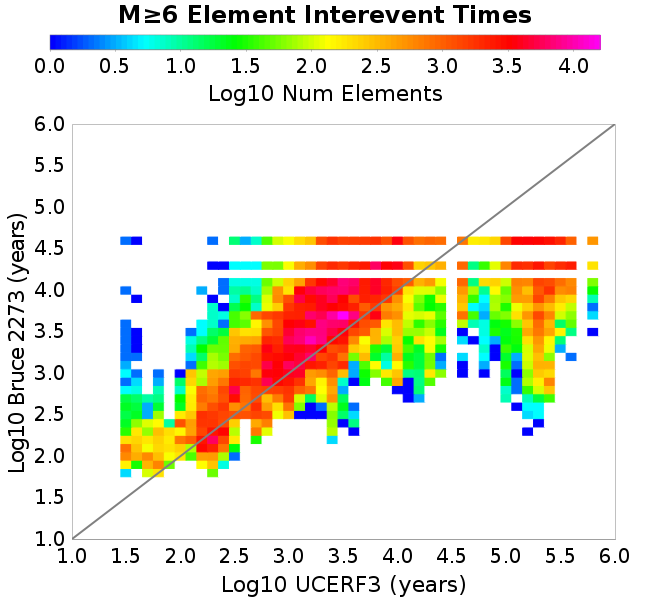 M≥6 Element Interevent Times
0.0 0.5 1.0 1.5 2.0 2.5 3.0 3.5 4.0
Log10 Num Elements
6.0
5.5
5.0
4.5
4.0
3.5
3.0
2.5
2.0
1.5
1.0
Log10 Bruce 2273 (years)
1.0 1.5 2.0 2.5 3.0 3.5 4.0 4.5 5.0 5.5 6.0
Log10 UCERF3 (years)